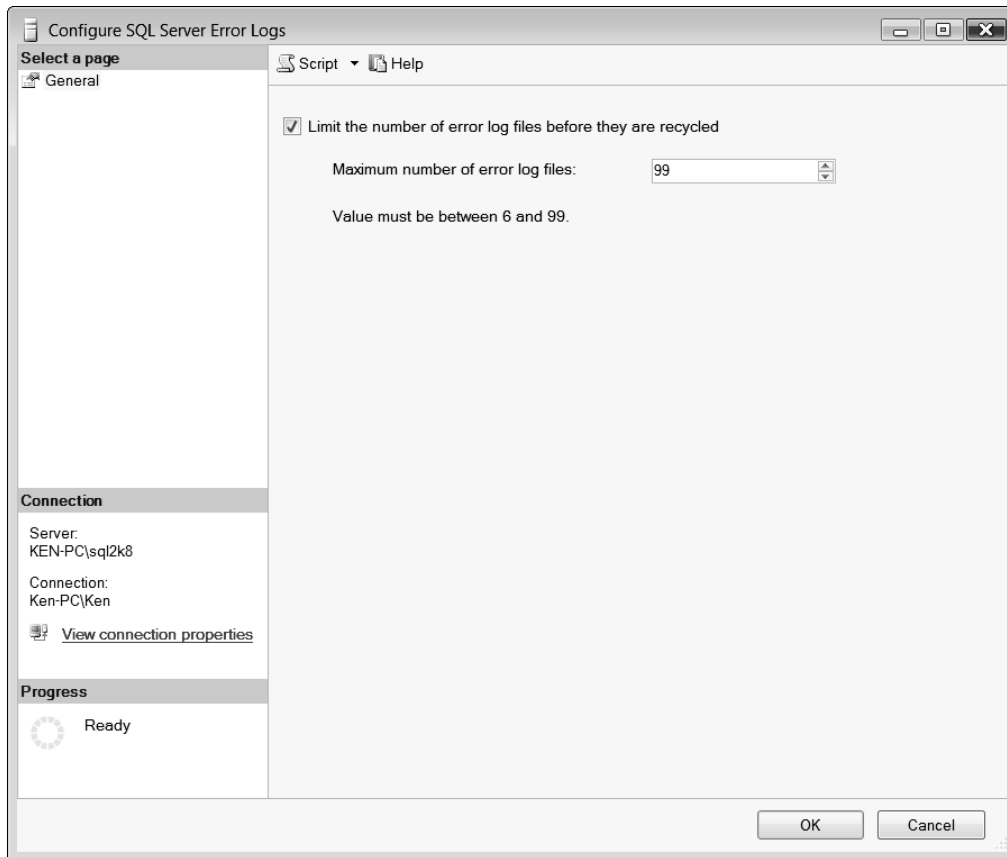 Configure SQL Server Error Logs
Select a page
General
Script Help
Limit the number of error log files before they are recycled
Maximum number of error log files: 99
Value must be between 6 and 99.
Connection
Server:
KEN-PC\sql2k8
Connection:
Ken-PC\Ken
View connection properties
Progress
Ready
OK Cancel